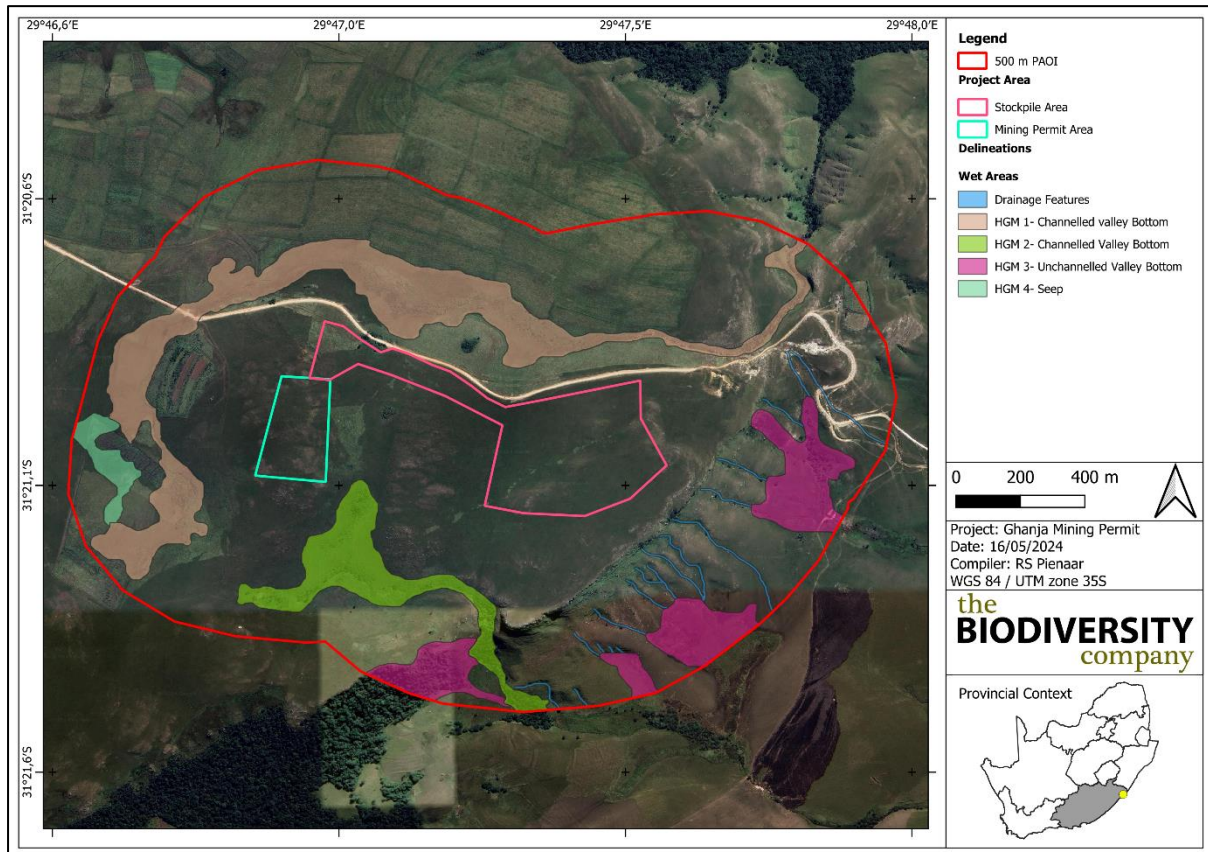 29°46,6'E
29°47,0'E
29°47,5'E
29°48,0'E
31°20,6'S
31°21,1'S
31°21,6'S
Legend
500 m PAOI
Project Area
Stockpile Area
Mining Permit Area
Delineations
Wet Areas
Drainage Features
HGM 1- Channelled valley Bottom
HGM 2- Channelled Valley Bottom
HGM 3- Unchannelled Valley Bottom
HGM 4- Seep
0 200 400 m
Project: Ghanja Mining Permit
Date: 16/05/2024
Compiler: RS Pienaar
WGS 84 / UTM zone 35S
the
BIODIVERSITY
company
Provincial Context